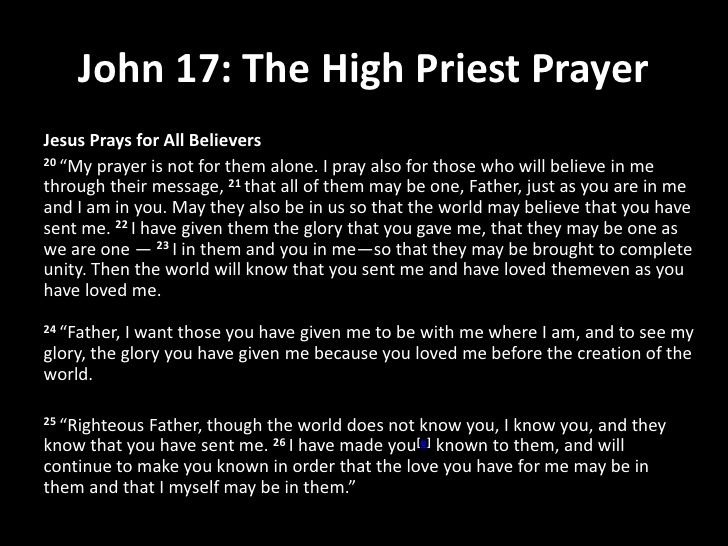 John 17: The High Priest Prayer
Jesus Prays for All Believers
20 “My prayer is not for them alone. I pray also for those who will believe in me
through their message, 21 that all of them may be one, Father, just as you are in me
and I am in you. May they also be in us so that the world may believe that you have
sent me. 22 I have given them the glory that you gave me, that they may be one as
we are one — 23 I in them and you in me—so that they may be brought to complete
unity. Then the world will know that you sent me and have loved themeven as you
have loved me.
24 “Father, I want those you have given me to be with me where I am, and to see my
glory, the glory you have given me because you loved me before the creation of the
world.
25 “Righteous Father, though the world does not know you, I know you, and they
know that you have sent me. 26 I have made you[e] known to them, and will
continue to make you known in order that the love you have for me may be in
them and that I myself may be in them.”